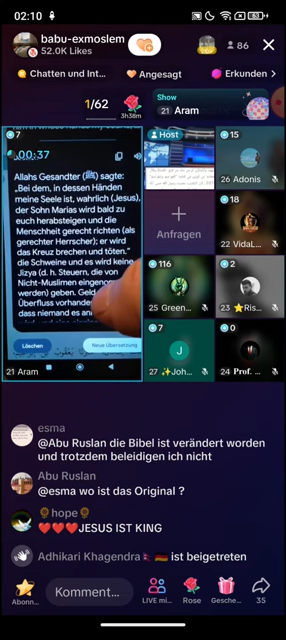 02:10
babu-exmoslem
52.0K Likes
86
Chatten und Int...
Angesagt
Erkunden
1/62
3h38m
Show
21 Aram
7
00:37
Allahs Gesandter (ﷺ) sagte:
„Bei dem, in dessen Händen
meine Seele ist, wahrlich (Jesus),
der Sohn Marias wird bald zu
euch herabsteigen und die
Menschheit gerecht richten (als
gerechter Herrscher); er wird
das Kreuz brechen und töten.“
die Schweine und es wird keine
Jizya (d. h. Steuern, die von
Nicht-Muslimen eingenom
werden) geben. Geld
Überfluss vorhanden
dass niemand es an
Löschen
Neue Übersetzung
21 Aram
Host
Anfragen
15
26 Adonis
18
22 VidaL...
116
25 Green...
2
23 ⭐Ris...
7
J
27 ✨Joh...
0
24 𝐏𝐫𝐨𝐟. ...
esma
@Abu Ruslan die Bibel ist verändert worden
und trotzdem beleidigen ich nicht
Abu Ruslan
@esma wo ist das Original ?
🌻hope🌻
❤️❤️❤️JESUS IST KING
Adhikari Khagendra🇳🇵🇩🇪 ist beigetreten
Abonn...
Komment...
LIVE mi...
Rose
Gesche...
35